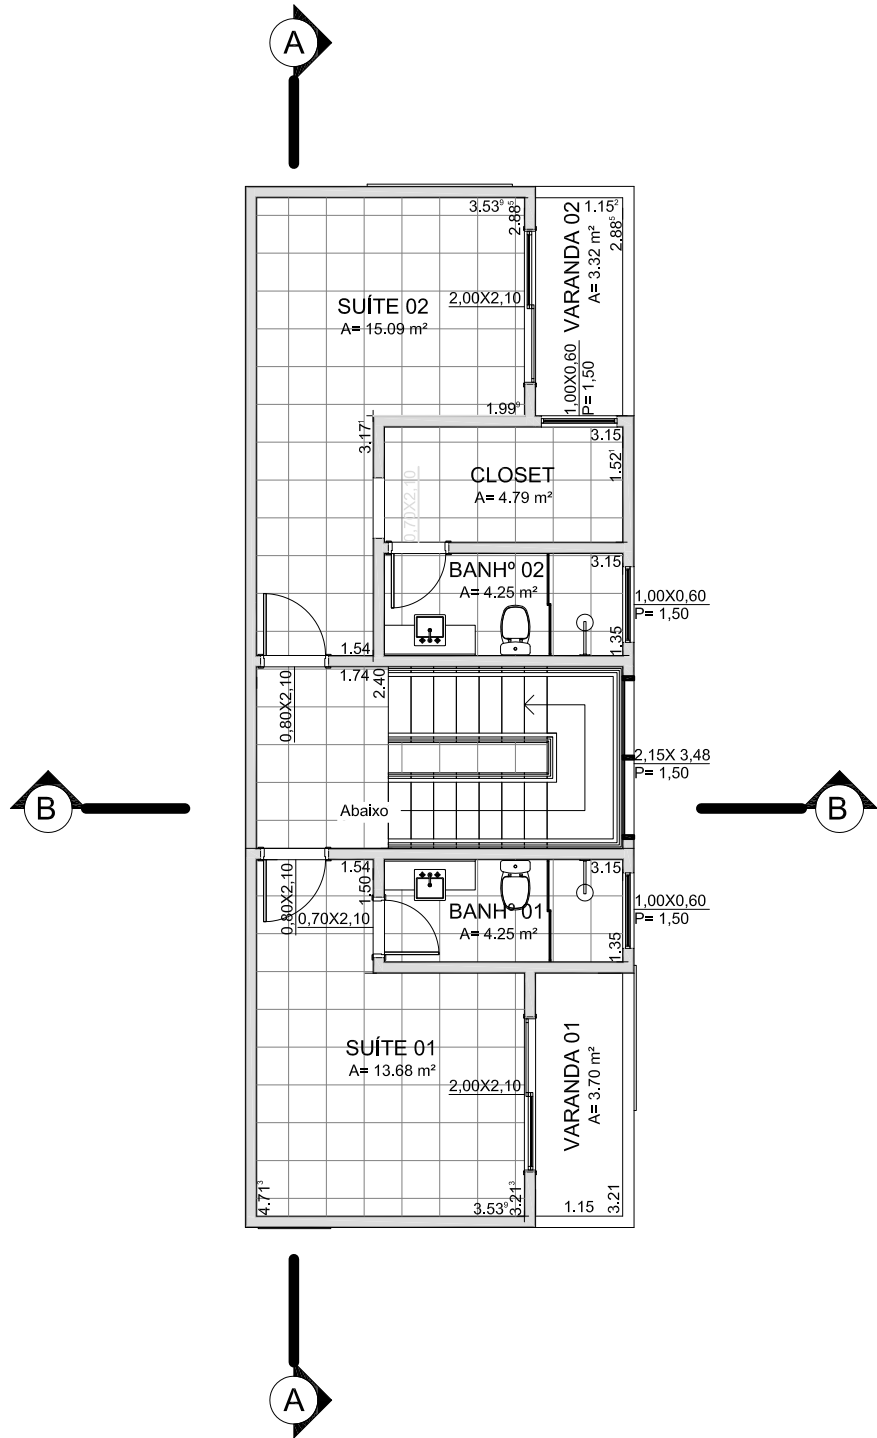 A
3.53⁹
2.88⁵
1.15²
2.88⁵
VARANDA 02
A= 3.32 m²
SUÍTE 02
A= 15.09 m²
2,00X2,10
1,00X0,60
P= 1,50
1.99⁹
3.17¹
3.15
1.52¹
CLOSET
A= 4.79 m²
0,70X2,10
3.15
BANHº 02
A= 4.25 m²
1.35
1,00X0,60
P= 1,50
1.54
1.74
2.40
0,80X2,10
2,15X 3,48
P= 1,50
B
B
Abaixo
1.54
1.50
0,80X2,10
0,70X2,10
3.15
BANHº 01
A= 4.25 m²
1.35
1,00X0,60
P= 1,50
SUÍTE 01
A= 13.68 m²
2,00X2,10
VARANDA 01
A= 3.70 m²
4.71³
3.53⁹
3.21³
1.15
3.21
A